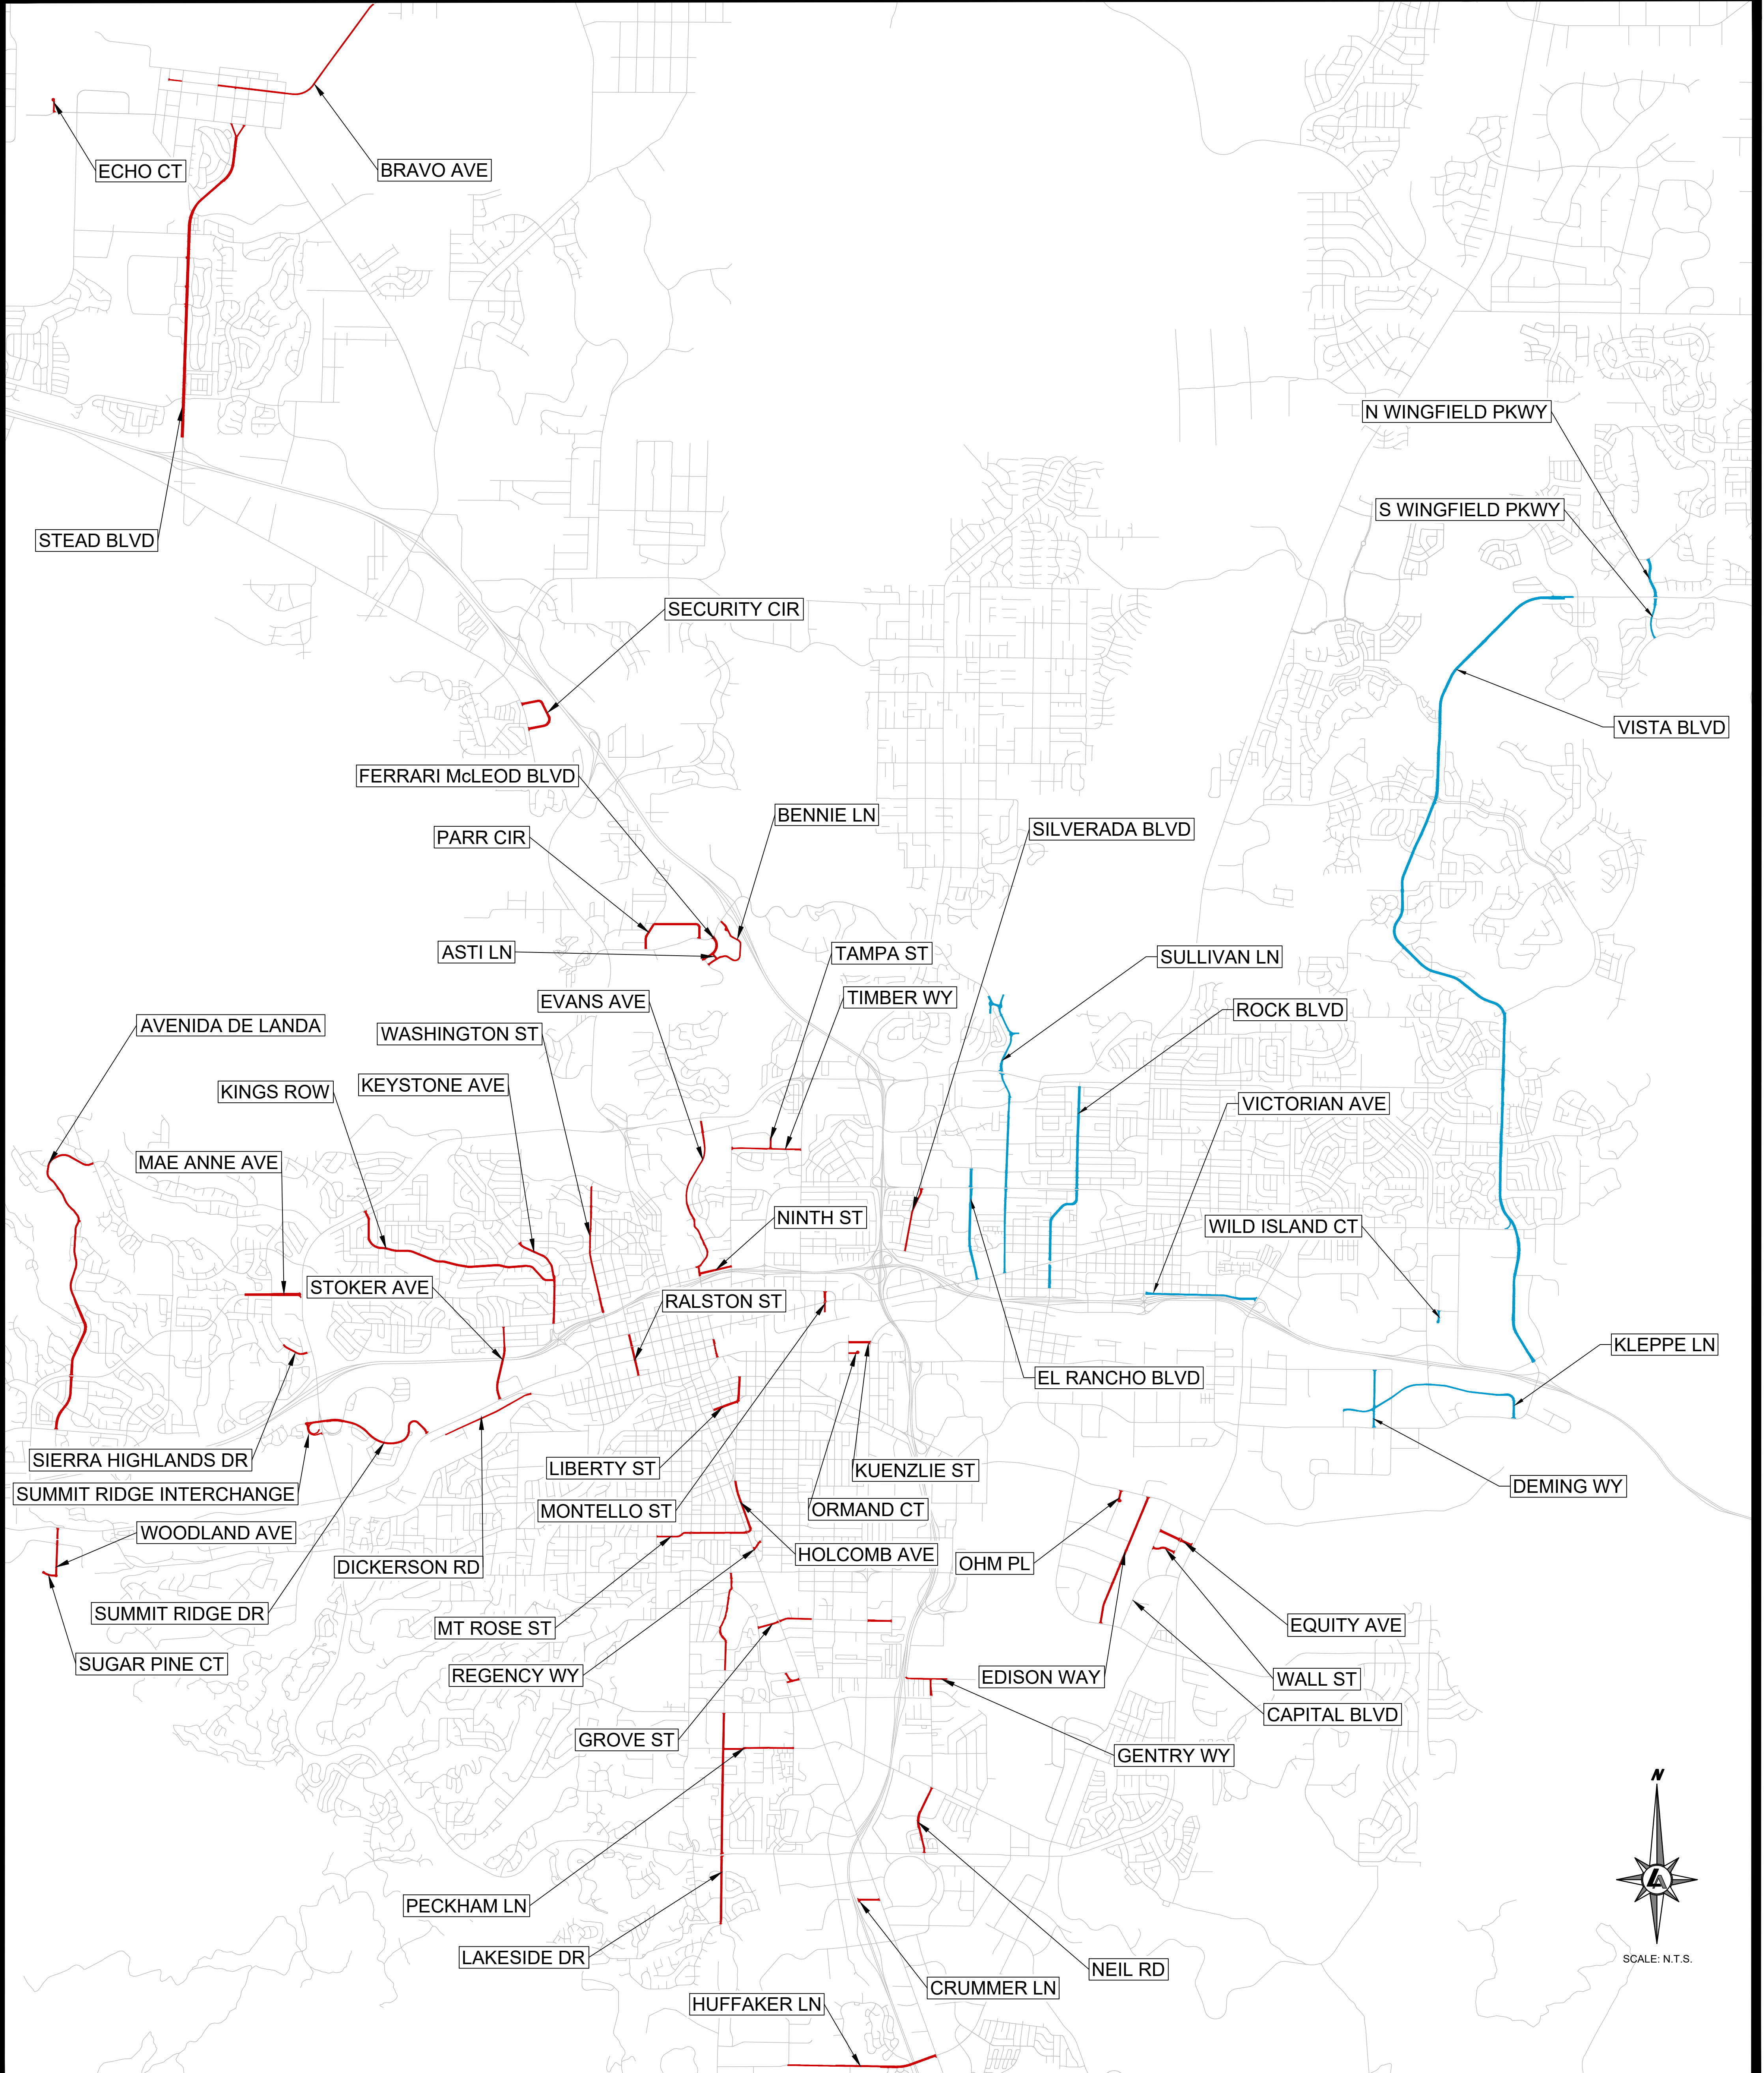 ECHO CT
BRAVO AVE
N WINGFIELD PKWY
S WINGFIELD PKWY
STEAD BLVD
SECURITY CIR
VISTA BLVD
FERRARI McLEOD BLVD
BENNIE LN
SILVERADA BLVD
PARR CIR
ASTI LN
TAMPA ST
SULLIVAN LN
EVANS AVE
TIMBER WY
ROCK BLVD
AVENIDA DE LANDA
WASHINGTON ST
KINGS ROW
KEYSTONE AVE
VICTORIAN AVE
MAE ANNE AVE
NINTH ST
WILD ISLAND CT
STOKER AVE
RALSTON ST
KLEPPE LN
EL RANCHO BLVD
SIERRA HIGHLANDS DR
LIBERTY ST
KUENZLIE ST
DEMING WY
SUMMIT RIDGE INTERCHANGE
MONTELLO ST
ORMAND CT
WOODLAND AVE
HOLCOMB AVE
OHM PL
DICKERSON RD
SUMMIT RIDGE DR
MT ROSE ST
EQUITY AVE
SUGAR PINE CT
REGENCY WY
EDISON WAY
WALL ST
CAPITAL BLVD
GROVE ST
GENTRY WY
N
PECKHAM LN
LAKESIDE DR
SCALE: N.T.S.
NEIL RD
CRUMMER LN
HUFFAKER LN